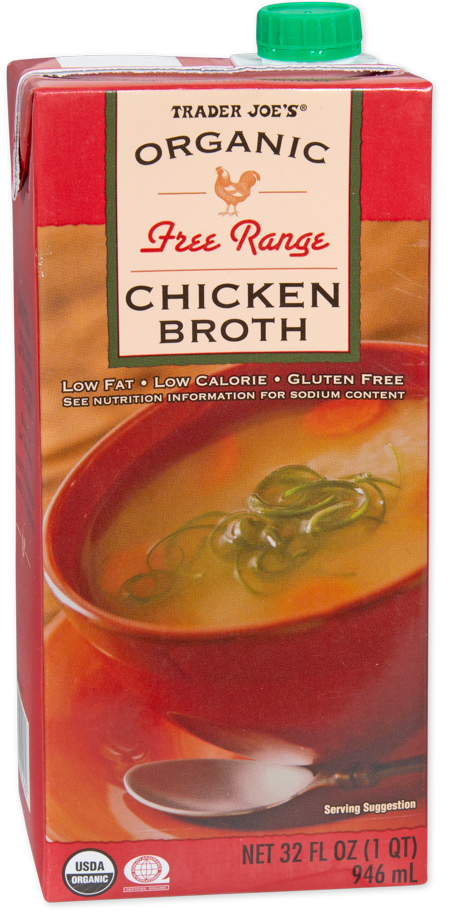 TRADER JOE'S®
ORGANIC
Free Range
CHICKEN
BROTH
LOW FAT • LOW CALORIE • GLUTEN FREE
SEE NUTRITION INFORMATION FOR SODIUM CONTENT
Serving Suggestion
USDA
ORGANIC
NET 32 FL OZ (1 QT)
946 mL